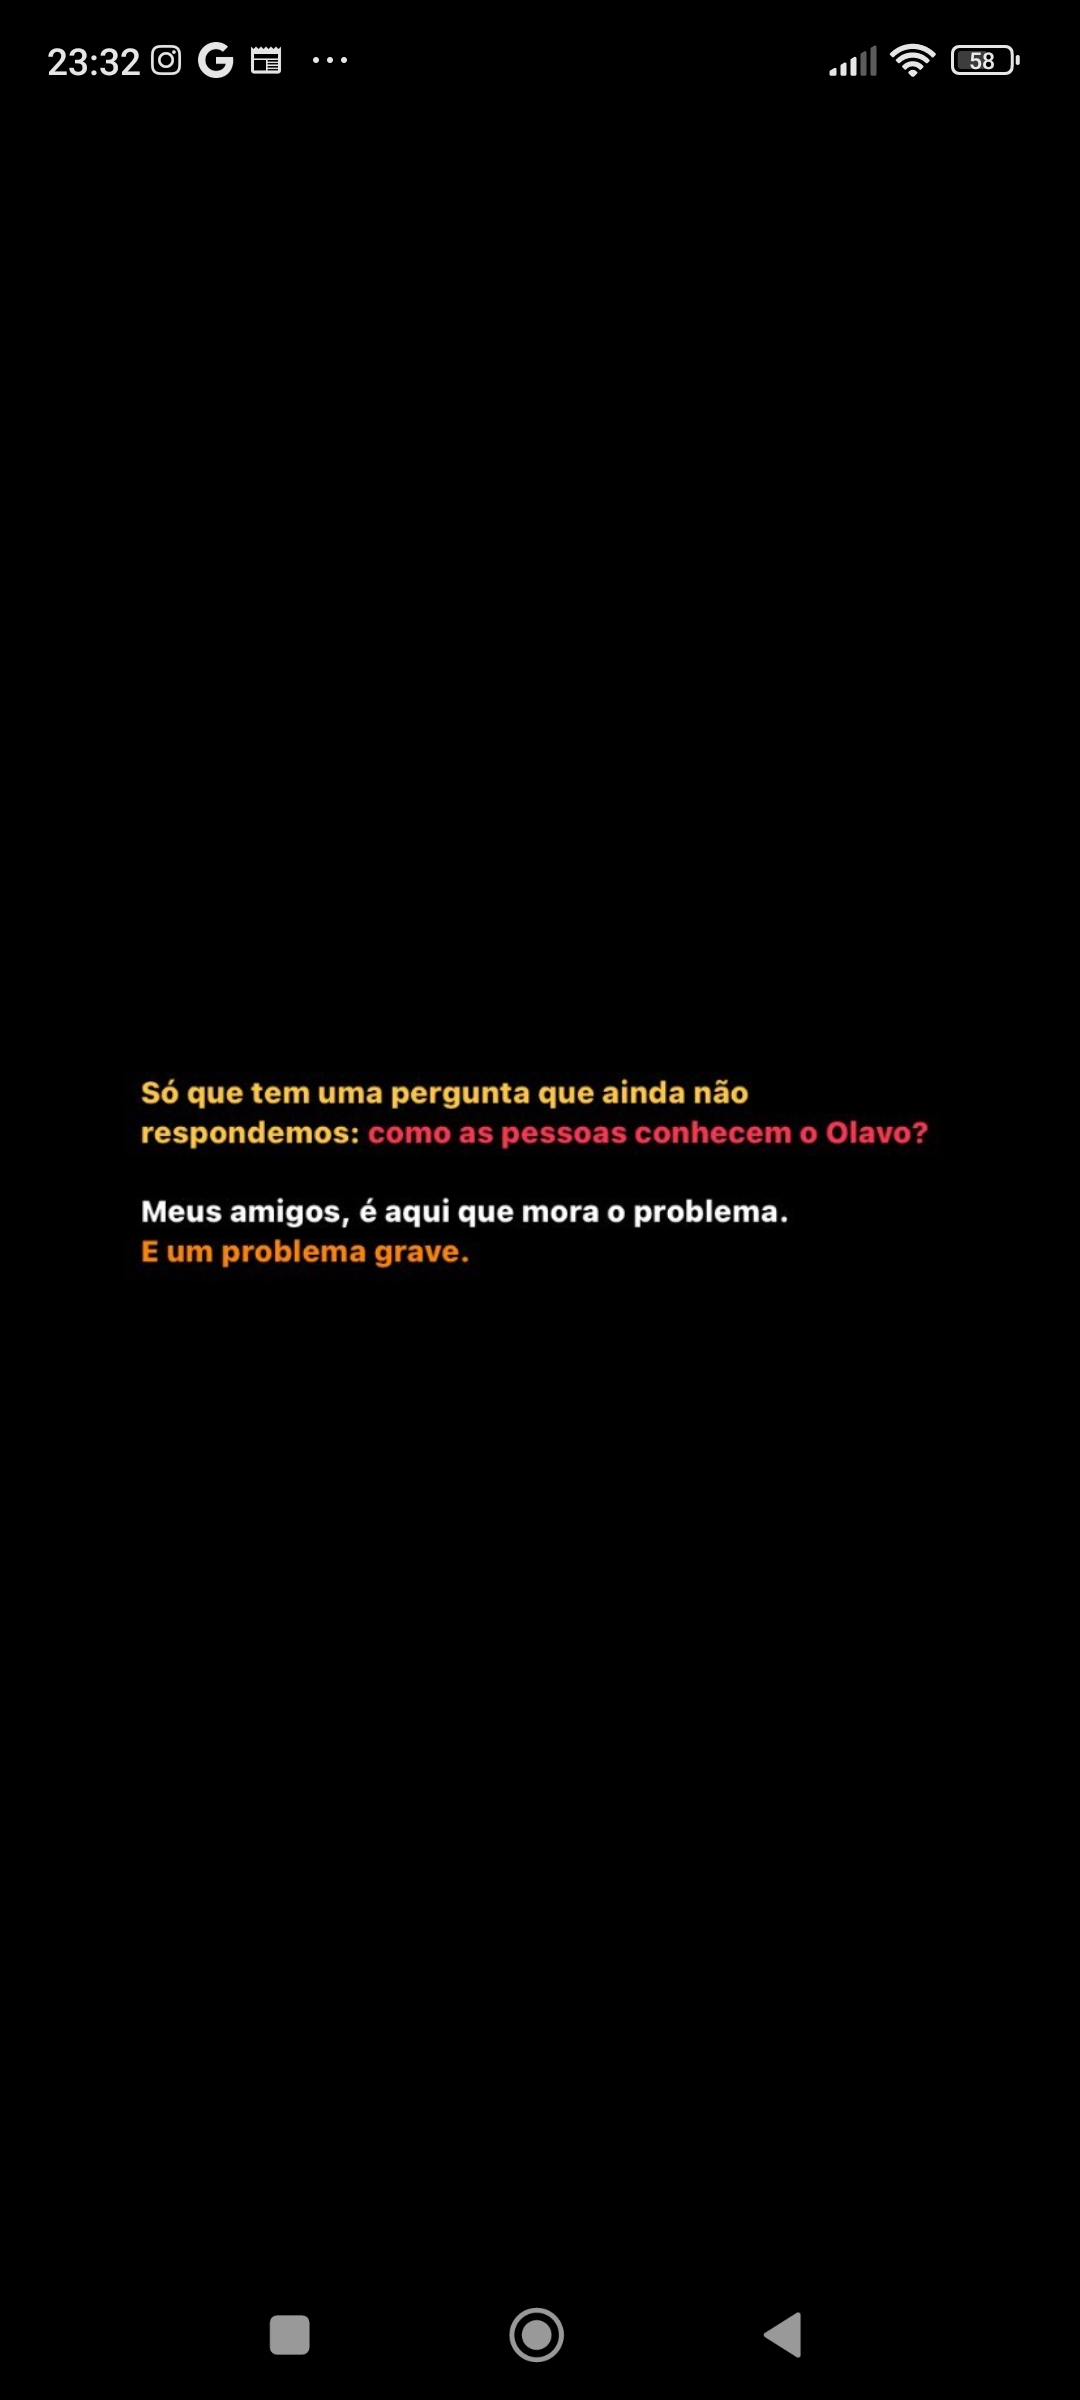 23:32
58
Só que tem uma pergunta que ainda não
respondemos: como as pessoas conhecem o Olavo?
Meus amigos, é aqui que mora o problema.
E um problema grave.